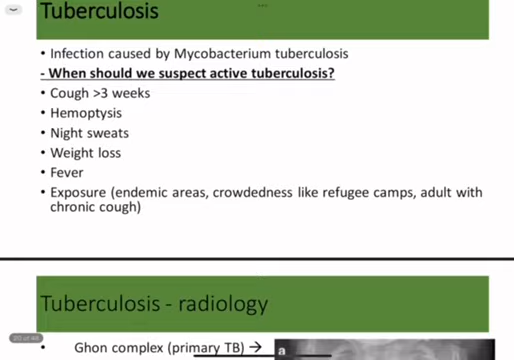 Tuberculosis
• Infection caused by Mycobacterium tuberculosis
- When should we suspect active tuberculosis?
• Cough >3 weeks
• Hemoptysis
• Night sweats
• Weight loss
• Fever
• Exposure (endemic areas, crowdedness like refugee camps, adult with
chronic cough)
Tuberculosis - radiology
• Ghon complex (primary TB) →
a